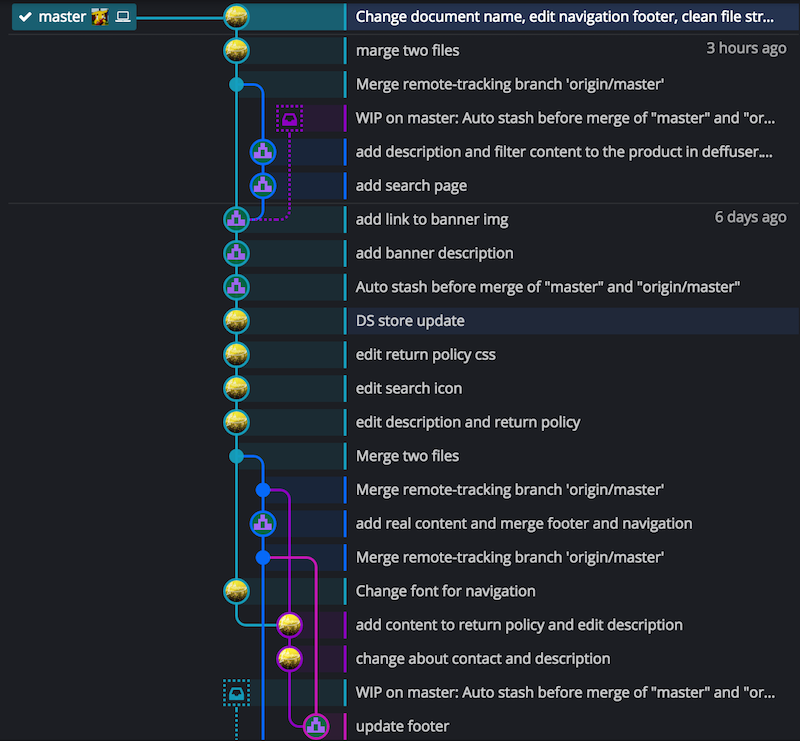 master
Change document name, edit navigation footer, clean file str...
marge two files
3 hours ago
Merge remote-tracking branch 'origin/master'
WIP on master: Auto stash before merge of "master" and "or...
add description and filter content to the product in deffuser....
add search page
add link to banner img
6 days ago
add banner description
Auto stash before merge of "master" and "origin/master"
DS store update
edit return policy css
edit search icon
edit description and return policy
Merge two files
Merge remote-tracking branch 'origin/master'
add real content and merge footer and navigation
Merge remote-tracking branch 'origin/master'
Change font for navigation
add content to return policy and edit description
change about contact and description
WIP on master: Auto stash before merge of "master" and "or...
update footer